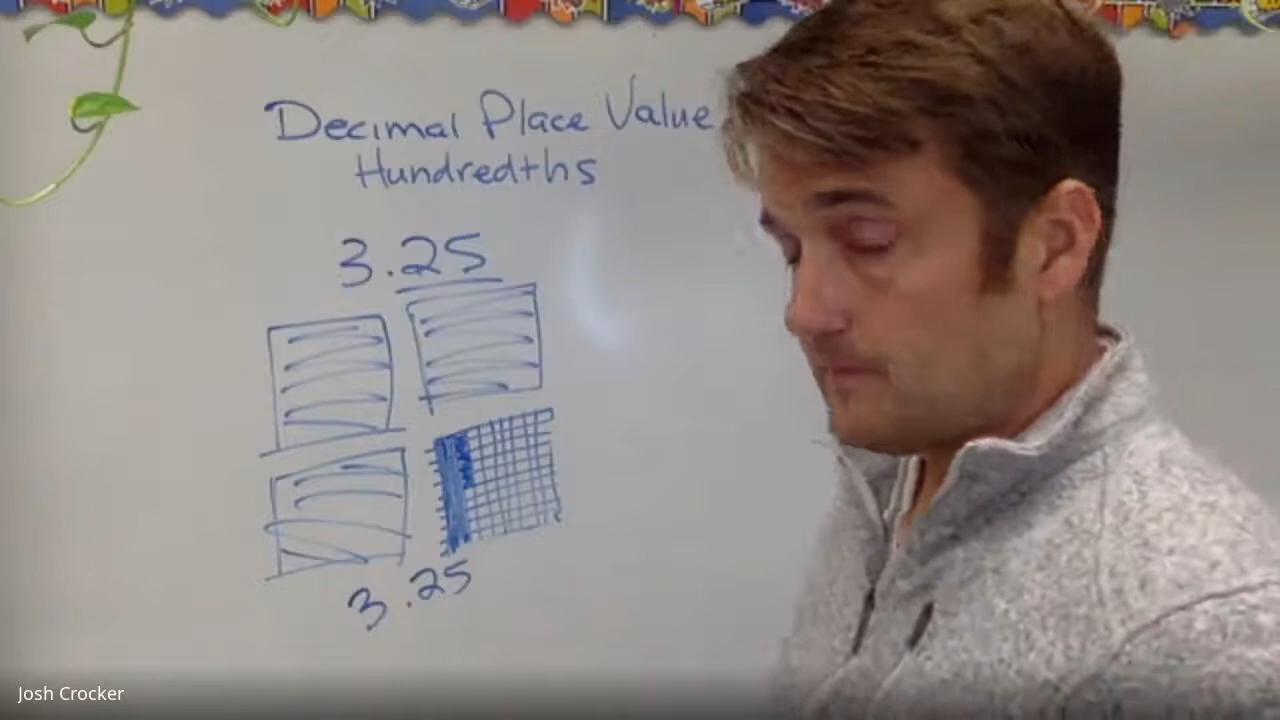 Decimal Place Value
Hundredths
3.25
3.25
Josh Crocker